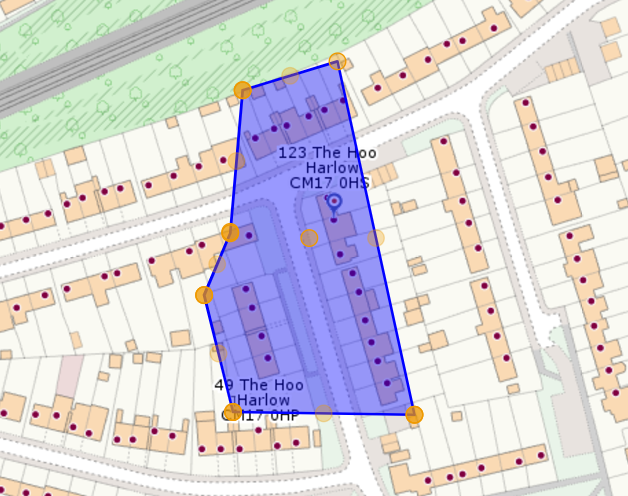 123 The Hoo
Harlow
CM17 0HS
49 The Hoo
Harlow
CM17 0HP